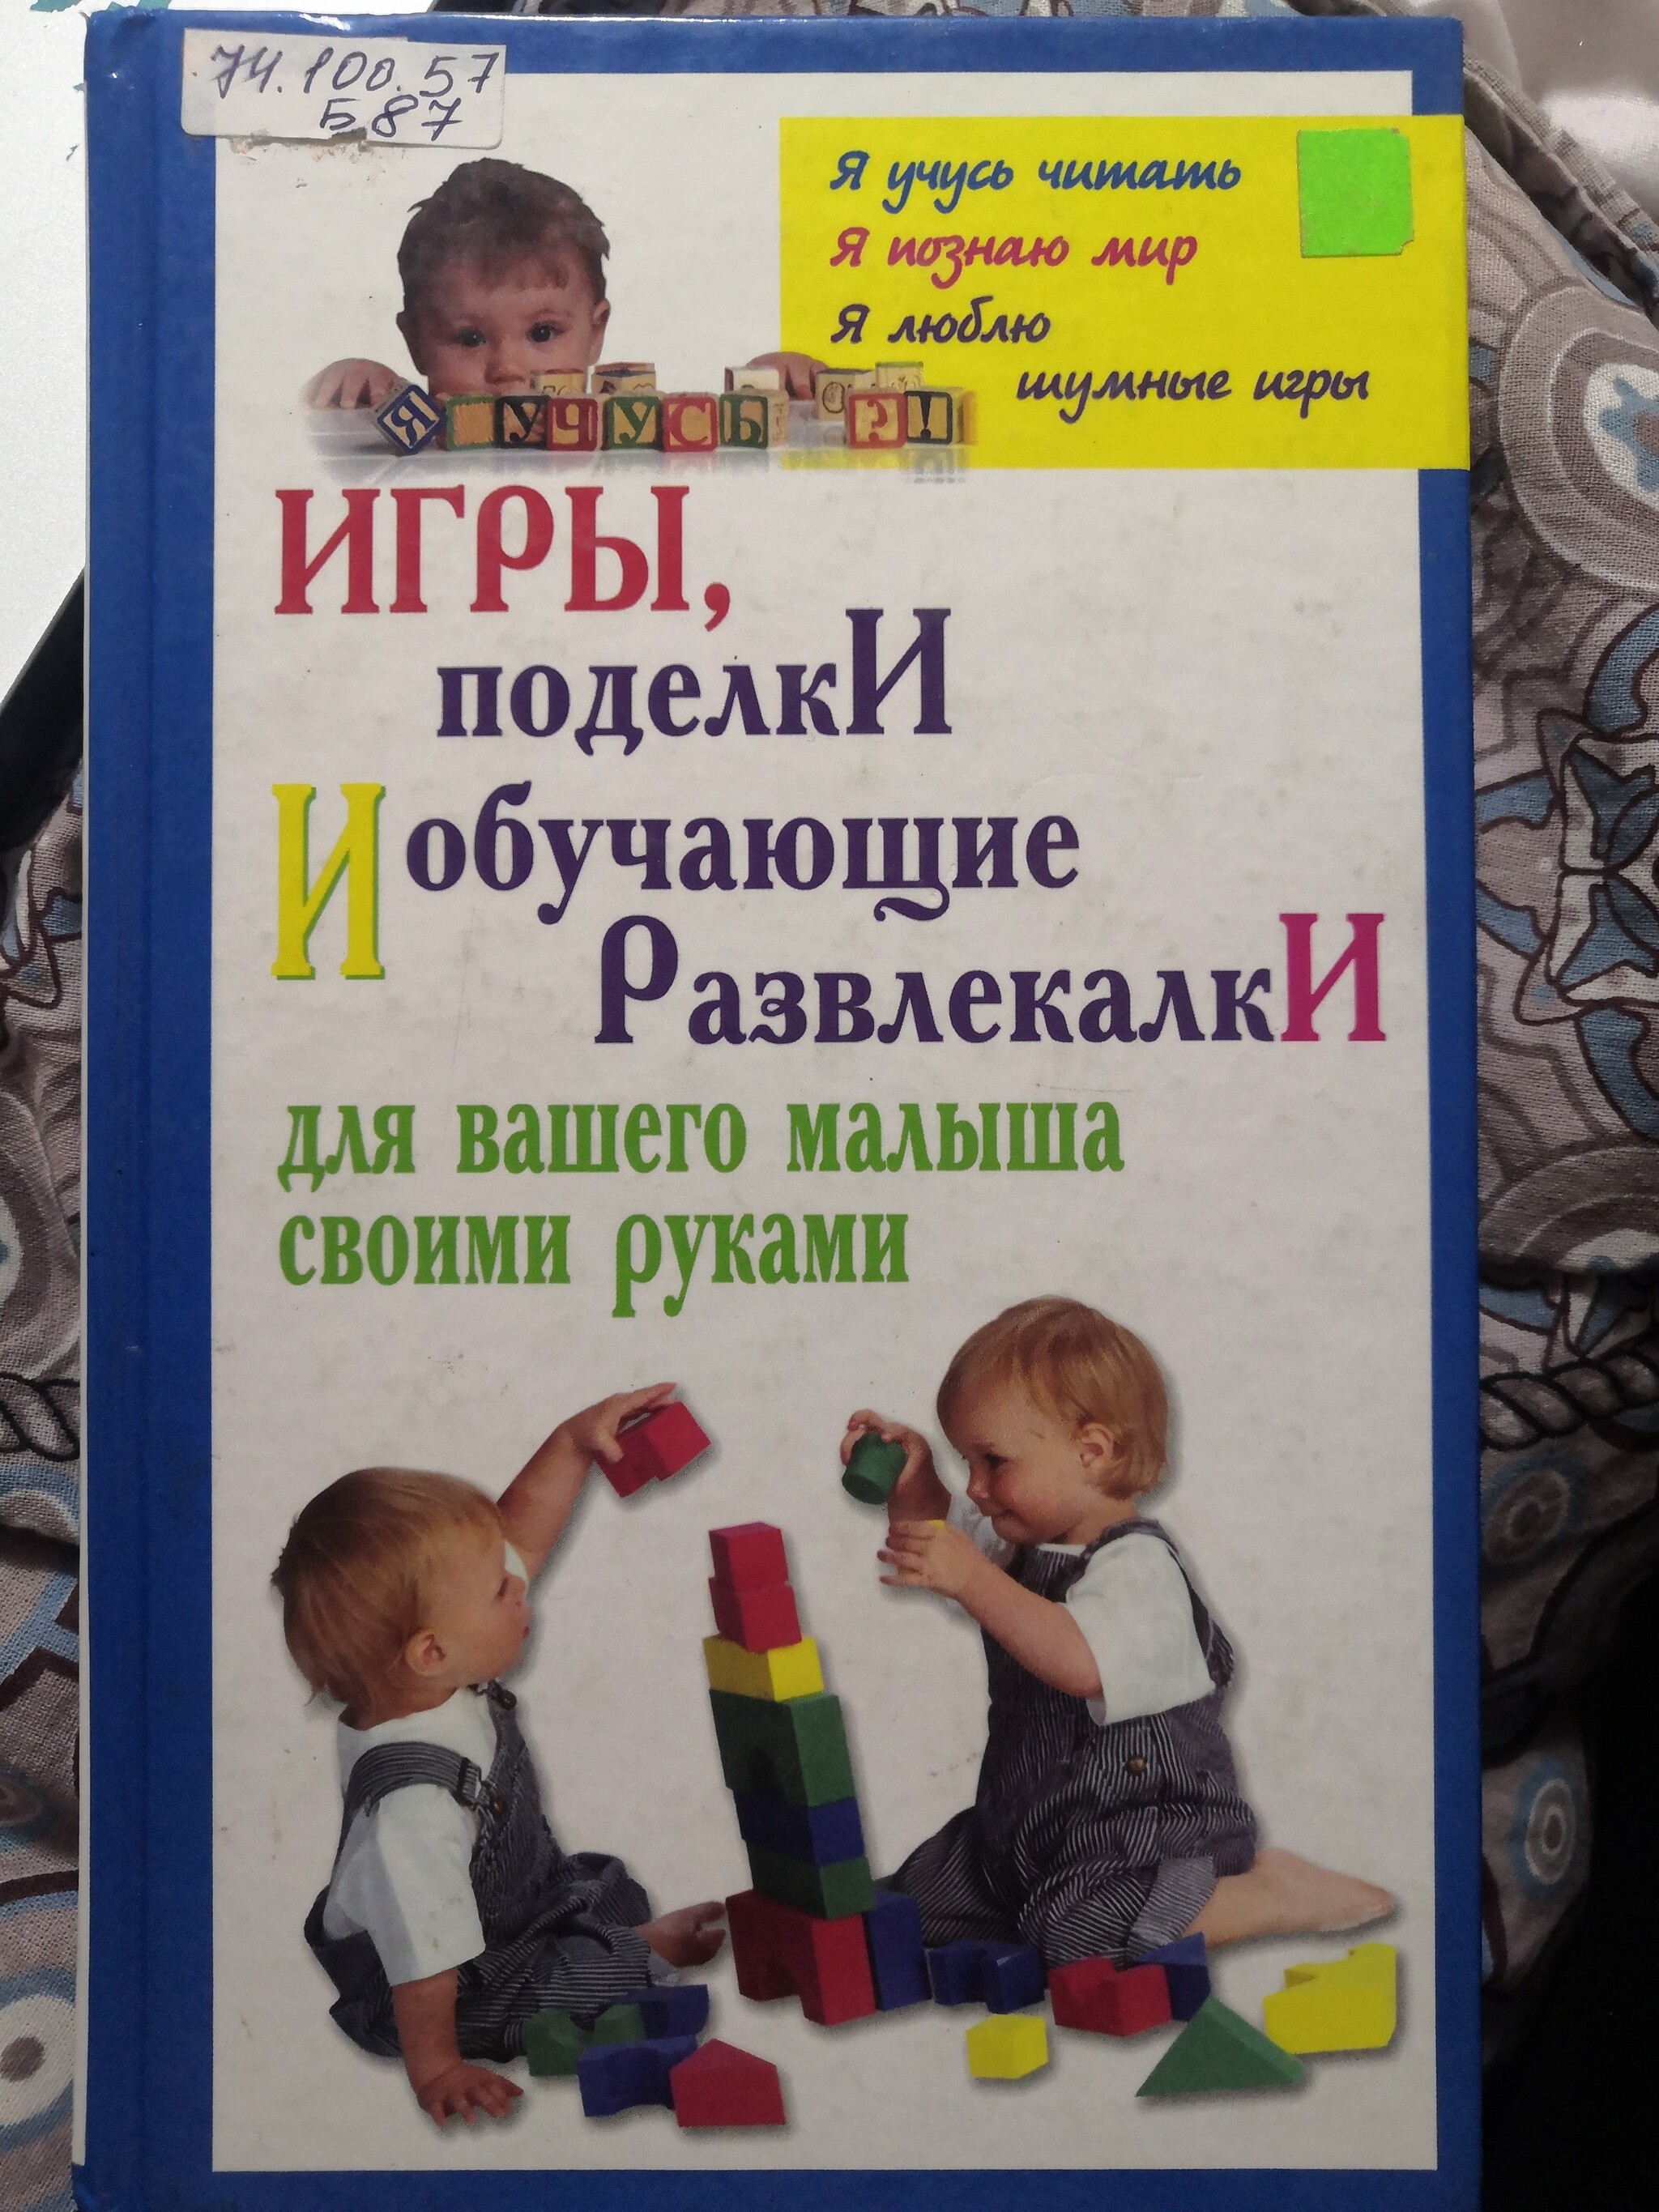 74.100.57
Б87
Я учусь читать
Я познаю мир
Я люблю
шумные игры
Я УЧУСЬ !
ИГРЫ,
поделкИ
И обучающие
РазвлекалкИ
для вашего малыша
своими руками